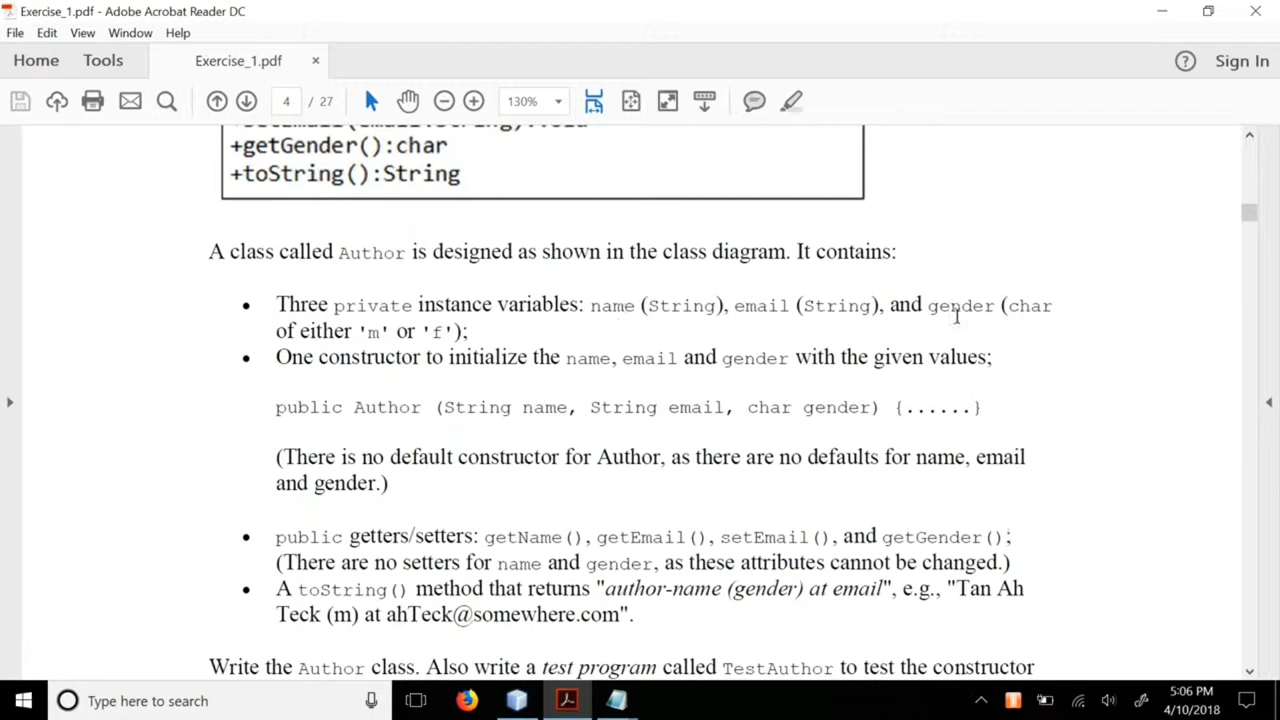 Exercise_1.pdf - Adobe Acrobat Reader DC
File Edit View Window Help
Home Tools Exercise_1.pdf × ? Sign In
4 / 27 130%
+getGender():char
+toString():String
A class called Author is designed as shown in the class diagram. It contains:
• Three private instance variables: name (String), email (String), and gender (char
of either 'm' or 'f');
• One constructor to initialize the name, email and gender with the given values;
public Author (String name, String email, char gender) {......}
(There is no default constructor for Author, as there are no defaults for name, email
and gender.)
• public getters/setters: getName(), getEmail(), setEmail(), and getGender();
(There are no setters for name and gender, as these attributes cannot be changed.)
• A toString() method that returns "author-name (gender) at email", e.g., "Tan Ah
Teck (m) at ahTeck@somewhere.com".
Write the Author class. Also write a test program called TestAuthor to test the constructor
Type here to search
5:06 PM
4/10/2018